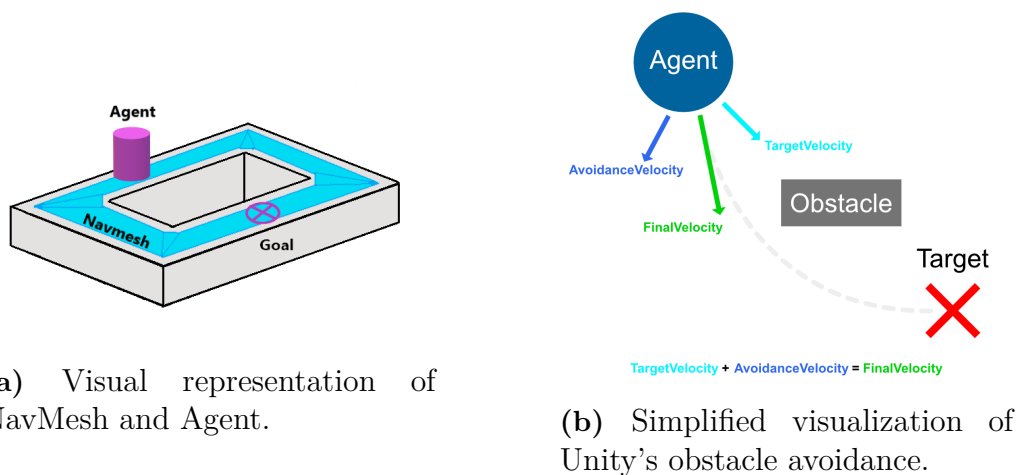 Agent
Navmesh
Goal
a) Visual representation of
NavMesh and Agent.
Agent
TargetVelocity
AvoidanceVelocity
Obstacle
FinalVelocity
Target
TargetVelocity + AvoidanceVelocity = FinalVelocity
(b) Simplified visualization of
Unity's obstacle avoidance.